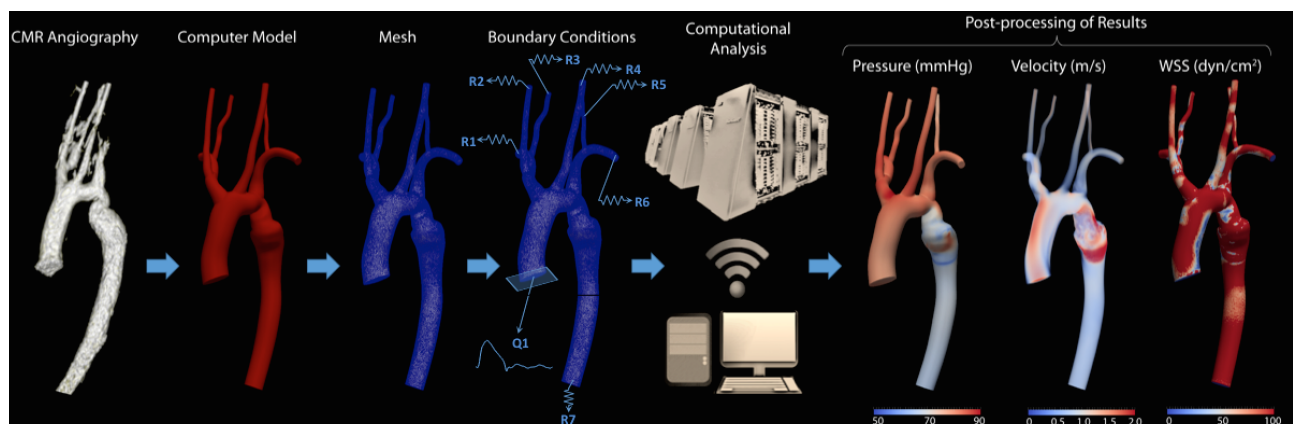 Post-processing of Results
CMR Angiography
Computer Model
Mesh
Boundary Conditions
Computational
Analysis
Pressure (mmHg)
Velocity (m/s)
WSS (dyn/cm²)
R3
R4
R2
R5
R1
R6
Q1
R7
50 70 90
0 0.5 1.0 1.5 2.0
0 50 100